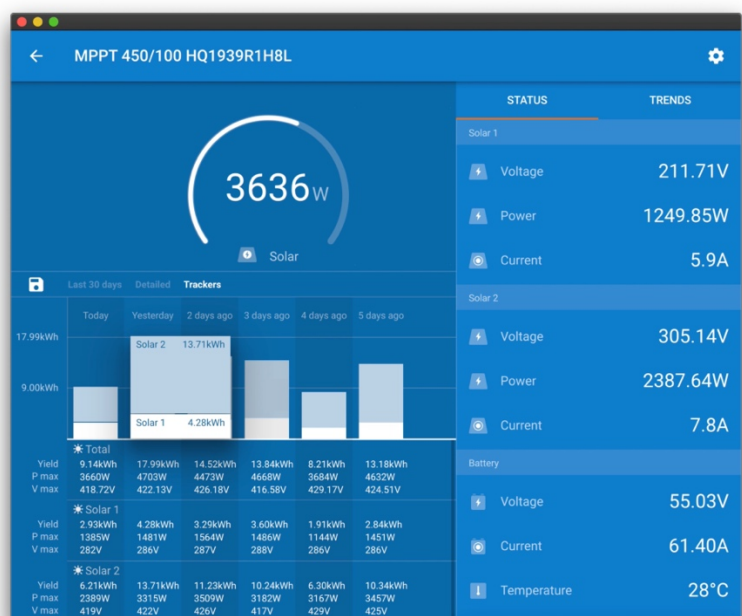 MPPT 450/100 HQ1939R1H8L
3636W
Solar
Last 30 days Detailed Trackers
Today Yesterday 2 days ago 3 days ago 4 days ago 5 days ago
17.99kWh
Solar 2 13.71kWh
9.00kWh
Solar 1 4.28kWh
Total
Yield 9.14kWh 17.99kWh 14.52kWh 13.84kWh 8.21kWh 13.18kWh
P max 3660W 4703W 4473W 4668W 3684W 4632W
V max 418.72V 422.13V 426.18V 416.58V 429.17V 424.51V
Solar 1
Yield 2.93kWh 4.28kWh 3.29kWh 3.60kWh 1.91kWh 2.84kWh
P max 1385W 1481W 1564W 1486W 1144W 1451W
V max 282V 286V 287V 288V 286V 286V
Solar 2
Yield 6.21kWh 13.71kWh 11.23kWh 10.24kWh 6.30kWh 10.34kWh
P max 2389W 3315W 3509W 3182W 3167W 3457W
V max 419V 422V 426V 417V 429V 425V
STATUS TRENDS
Solar 1
Voltage 211.71V
Power 1249.85W
Current 5.9A
Solar 2
Voltage 305.14V
Power 2387.64W
Current 7.8A
Battery
Voltage 55.03V
Current 61.40A
Temperature 28°C